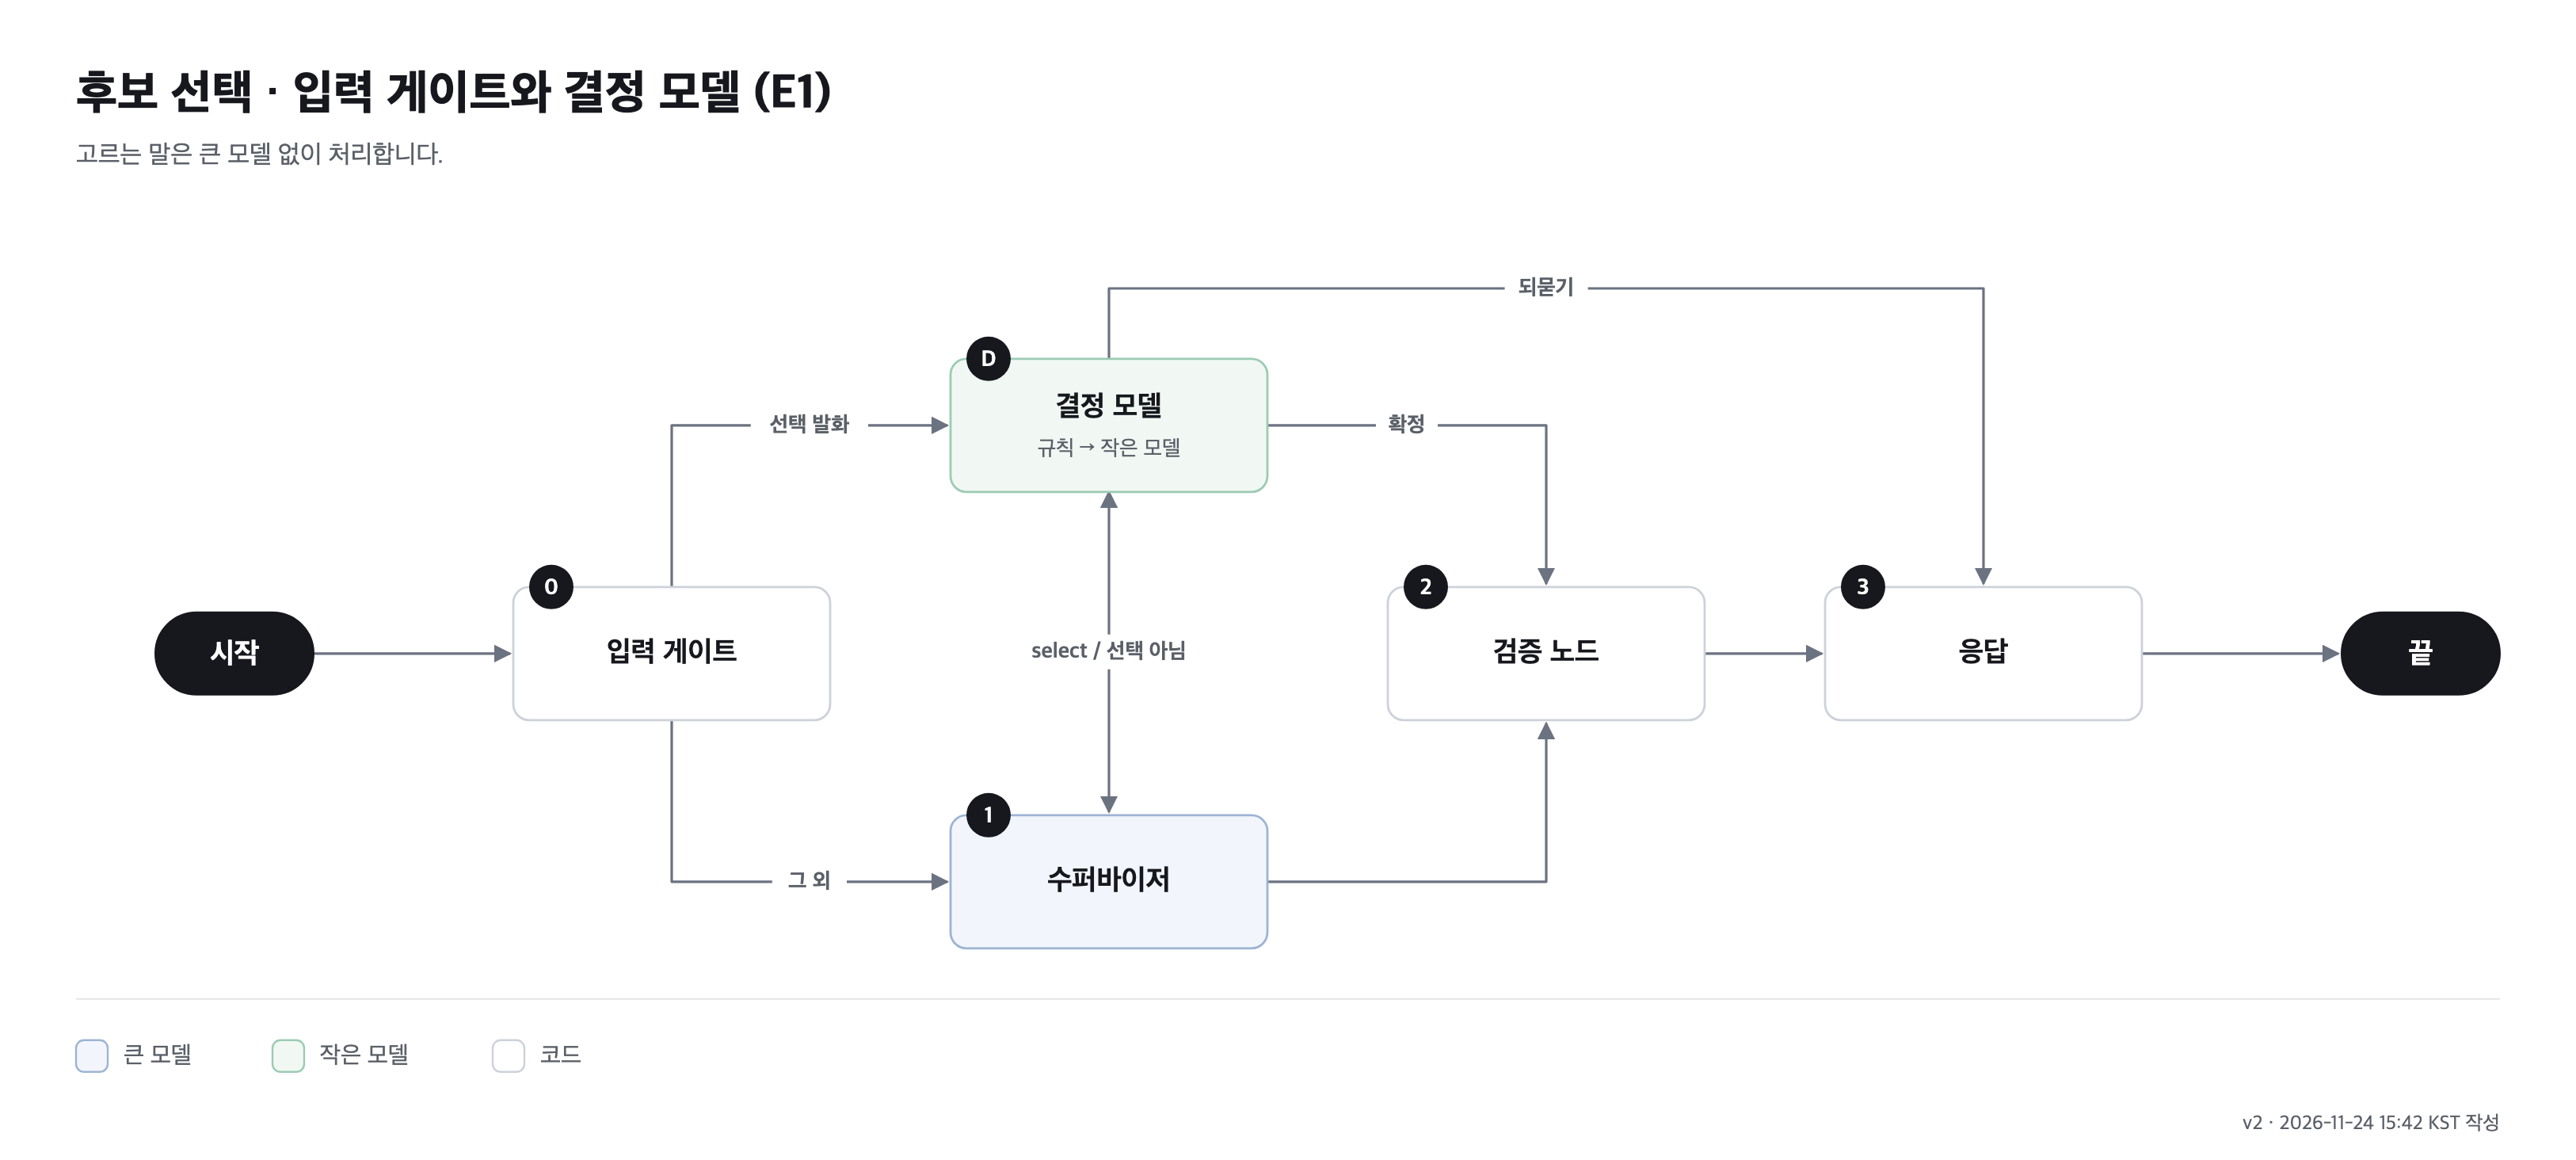 후보 선택 · 입력 게이트와 결정 모델 (E1)
고르는 말은 큰 모델 없이 처리합니다.
되묻기
D
결정 모델
규칙 → 작은 모델
선택 발화
확정
0
입력 게이트
시작
select / 선택 아님
2
검증 노드
3
응답
끝
1
수퍼바이저
그 외
큰 모델
작은 모델
코드
v2 · 2026-11-24 15:42 KST 작성